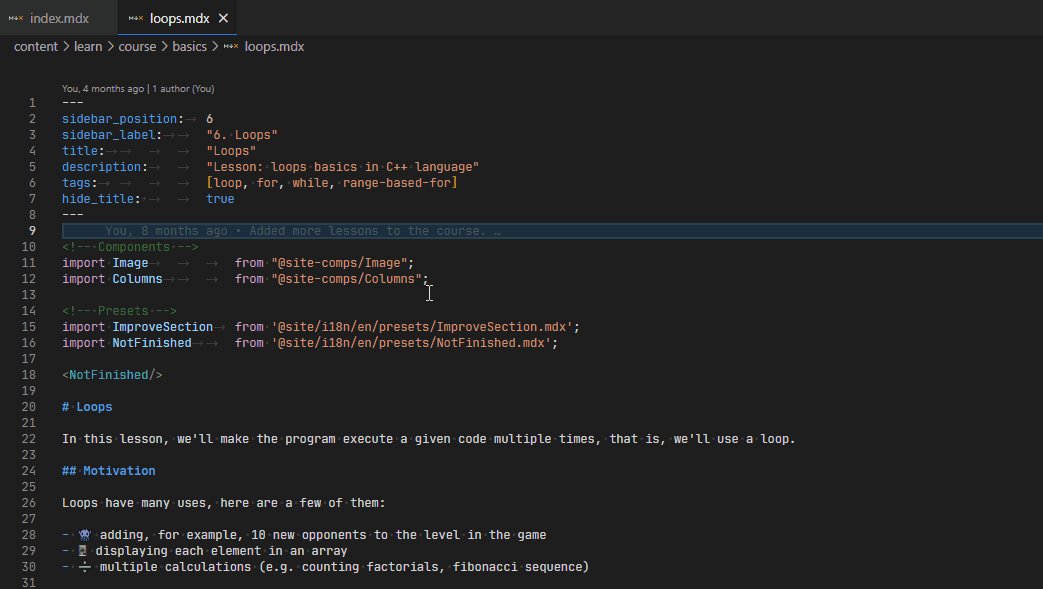 index.mdx loops.mdx
content > learn > course > basics > loops.mdx
You, 4 months ago | 1 author (You)
1 ---
2 sidebar_position: 6
3 sidebar_label: "6. Loops"
4 title: "Loops"
5 description: "Lesson: loops basics in C++ language"
6 tags: [loop, for, while, range-based-for]
7 hide_title: true
8 ---
9 You, 8 months ago • Added more lessons to the course. …
10 <!-- Components -->
11 import Image from "@site-comps/Image";
12 import Columns from "@site-comps/Columns";
13
14 <!-- Presets -->
15 import ImproveSection from '@site/i18n/en/presets/ImproveSection.mdx';
16 import NotFinished from '@site/i18n/en/presets/NotFinished.mdx';
17
18 <NotFinished/>
19
20 # Loops
21
22 In this lesson, we'll make the program execute a given code multiple times, that is, we'll use a loop.
23
24 ## Motivation
25
26 Loops have many uses, here are a few of them:
27
28 - 👾 adding, for example, 10 new opponents to the level in the game
29 - displaying each element in an array
30 - ➗ multiple calculations (e.g. counting factorials, fibonacci sequence)
31